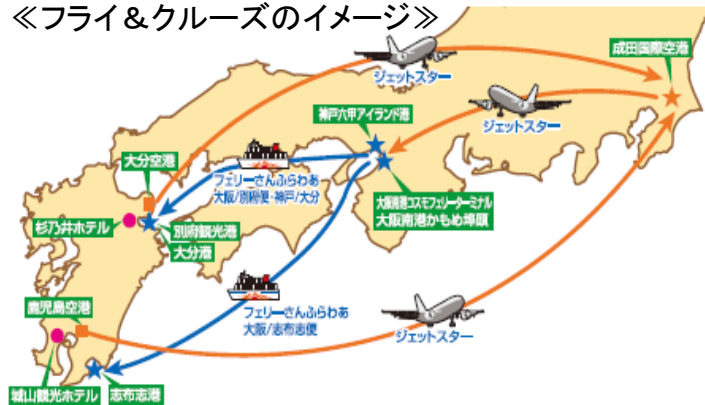 ≪フライ&クルーズのイメージ≫
成田国際空港
ジェットスター
ジェットスター
神戸六甲アイランド港
大分空港
フェリーさんふらわあ
大阪/別府便・神戸/大分
大阪南港コスモフェリーターミナル
大阪南港かもめ埠頭
杉乃井ホテル
別府観光港
大分港
鹿児島空港
フェリーさんふらわあ
大阪/志布志便
ジェットスター
城山観光ホテル
志布志港